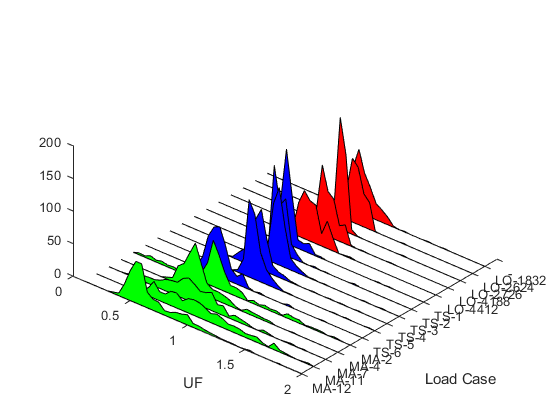 200
150
100
50
0
0
0.5
1
1.5
2
UF
LO-1832
LO-2624
LO-2726
LO-4188
LO-4412
TS-1
TS-2
TS-3
TS-4
TS-5
TS-6
MA-2
MA-4
MA-7
MA-11
MA-12
Load Case